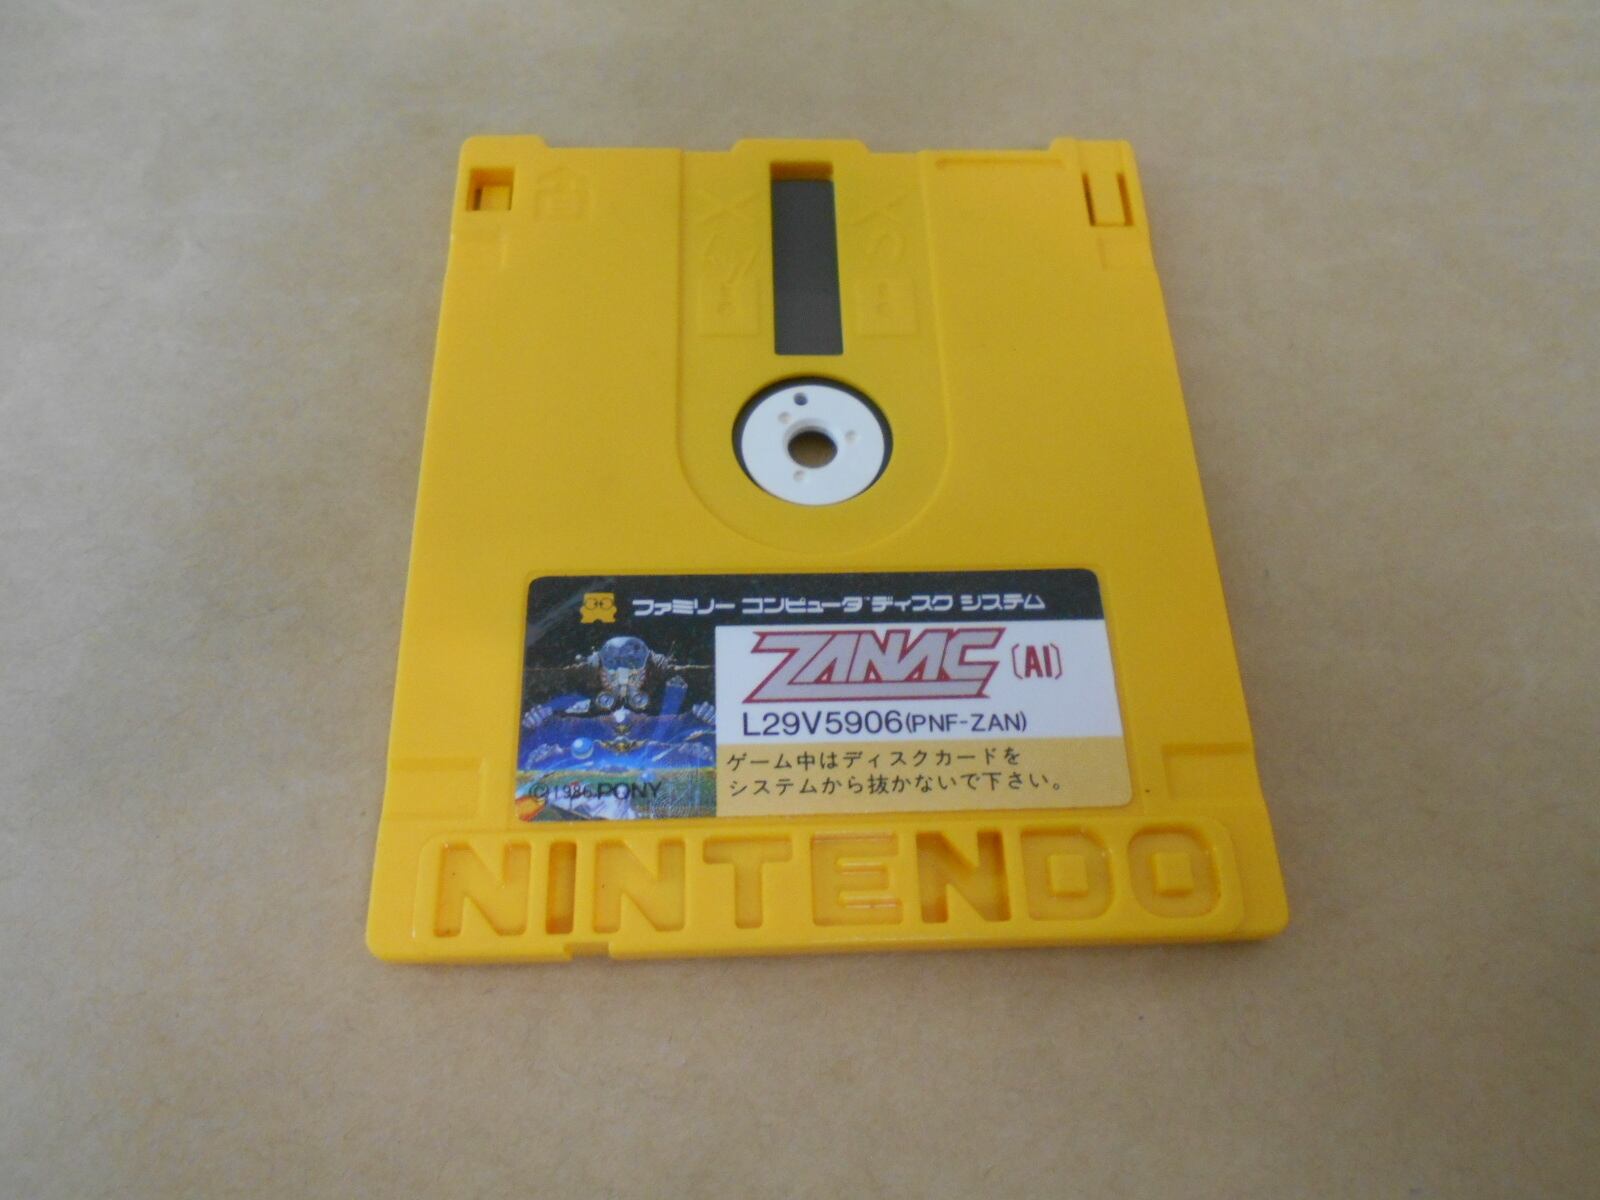 ファミリーコンピュータ ディスクシステム
ZANAC [AI]
L29V5906(PNF-ZAN)
ゲーム中はディスクカードを
システムから抜かないで下さい。
©1986 PONY
NINTENDO